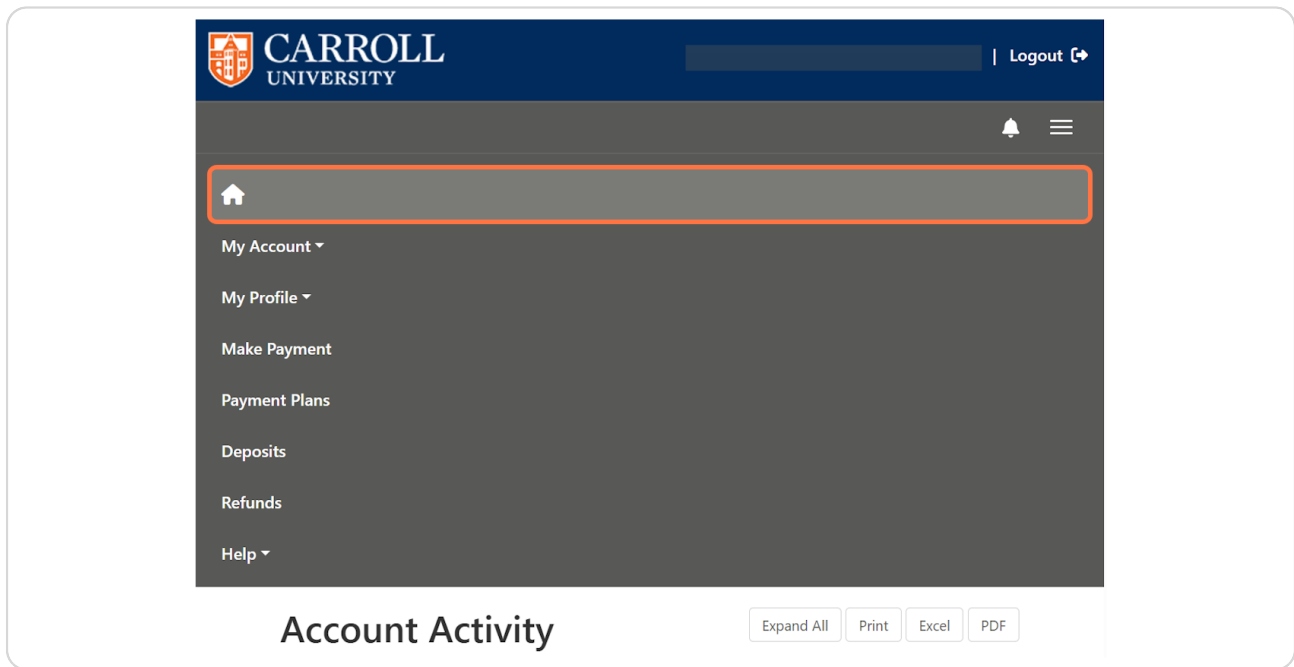 CARROLL
UNIVERSITY
| Logout
My Account
My Profile
Make Payment
Payment Plans
Deposits
Refunds
Help
Account Activity
Expand All Print Excel PDF